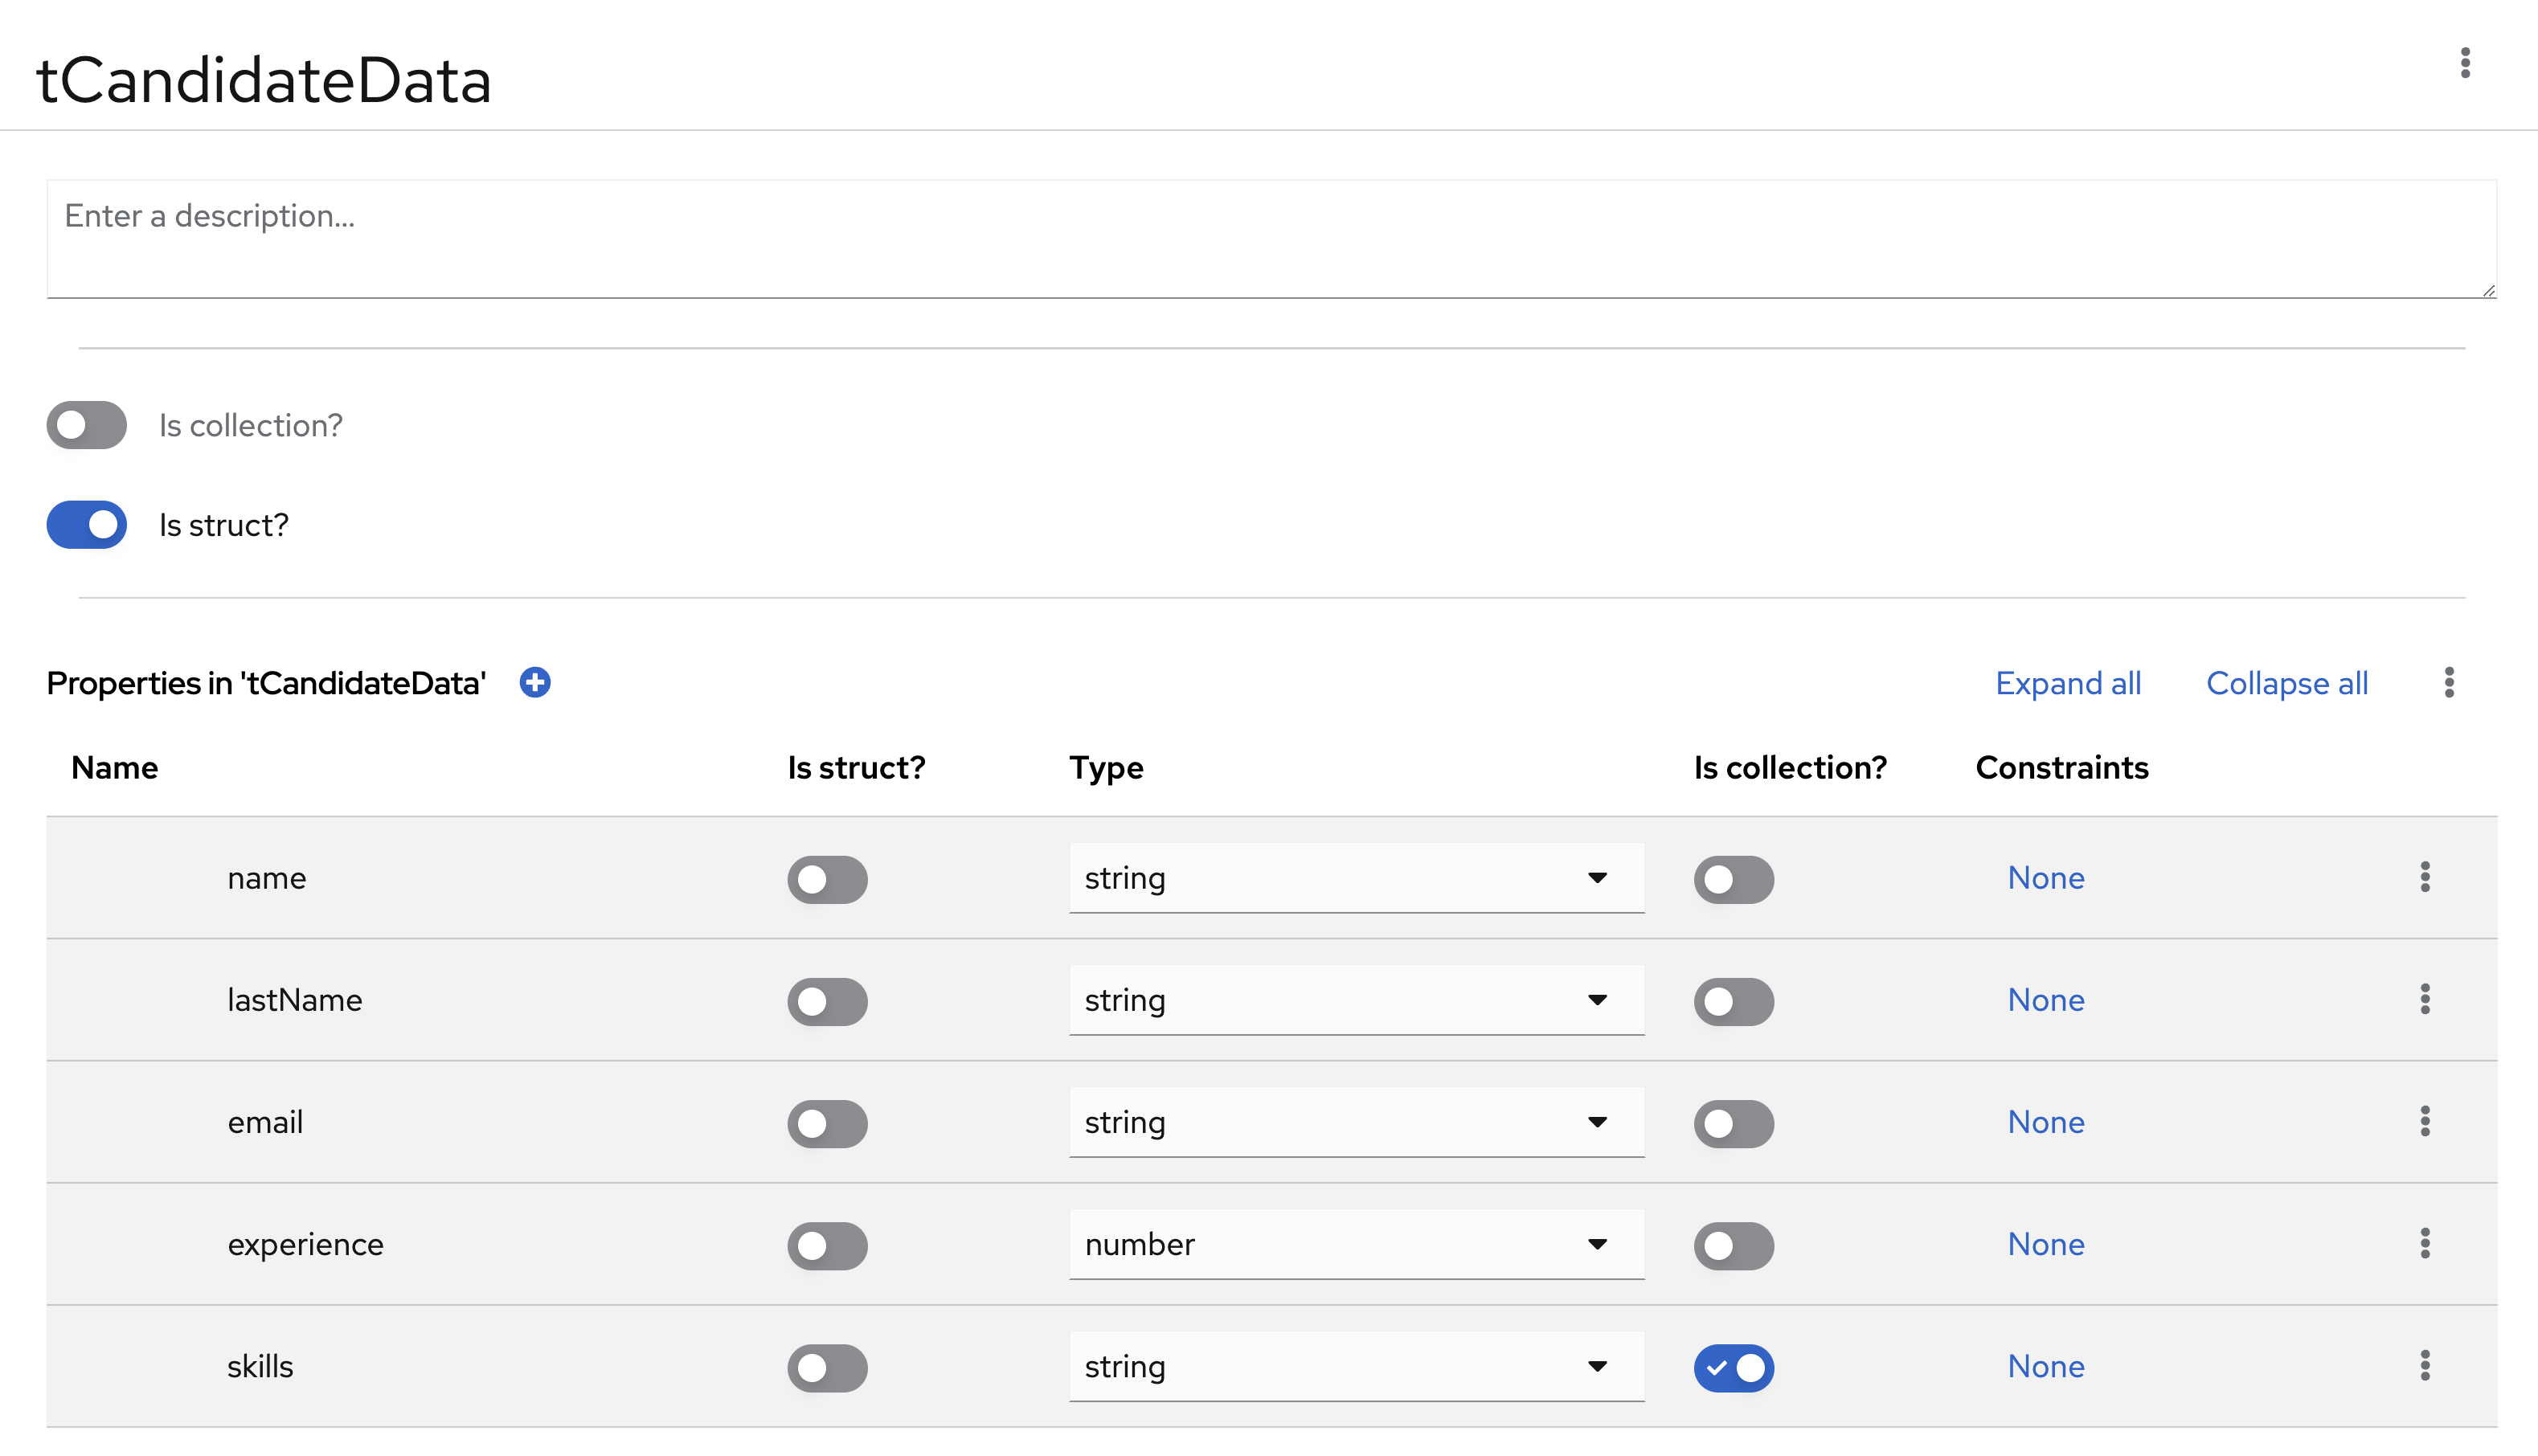 tCandidateData
Enter a description...
Is collection?
Is struct?
Properties in 'tCandidateData' Expand all Collapse all
Name Is struct? Type Is collection? Constraints
name string None
lastName string None
email string None
experience number None
skills string None